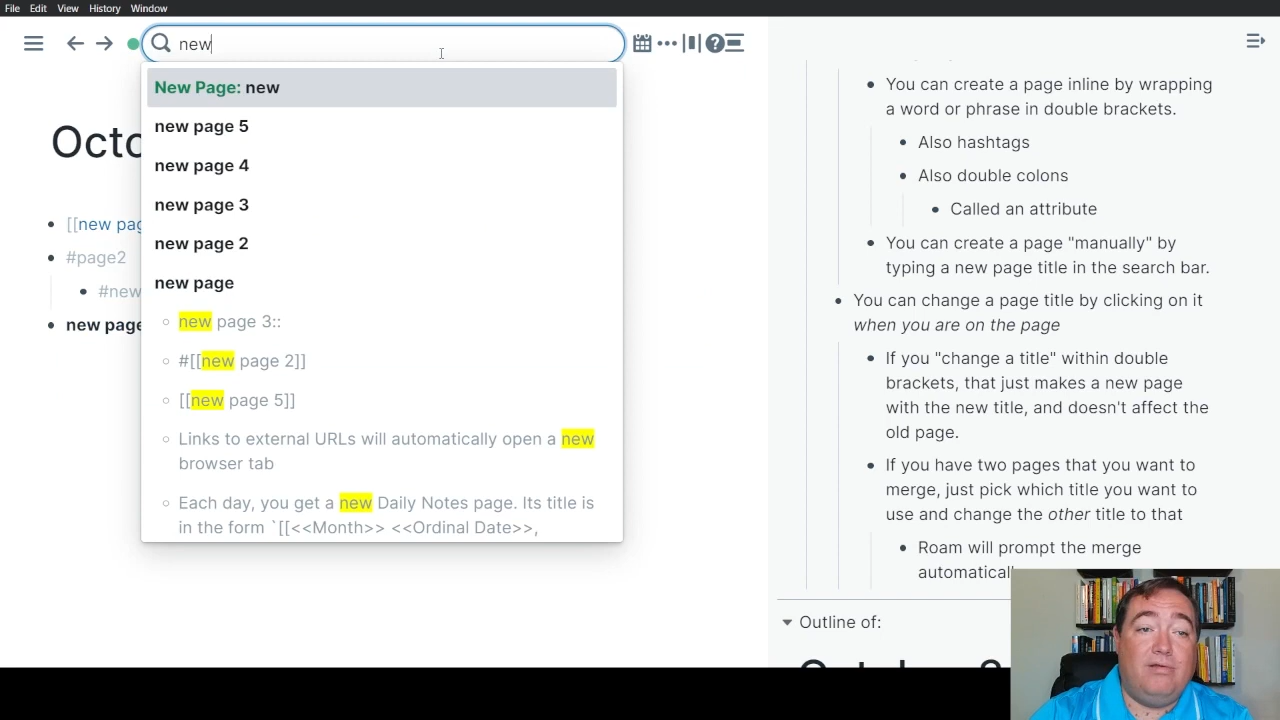 File Edit View History Window
new
New Page: new
new page 5
new page 4
new page 3
new page 2
new page
new page 3::
#[[new page 2]]
[[new page 5]]
Links to external URLs will automatically open a new
browser tab
Each day, you get a new Daily Notes page. Its title is
in the form `[[<<Month>> <<Ordinal Date>>,
Octo
[[new pag
#page2
#new
new page
You can create a page inline by wrapping
a word or phrase in double brackets.
Also hashtags
Also double colons
Called an attribute
You can create a page "manually" by
typing a new page title in the search bar.
You can change a page title by clicking on it
when you are on the page
If you "change a title" within double
brackets, that just makes a new page
with the new title, and doesn't affect the
old page.
If you have two pages that you want to
merge, just pick which title you want to
use and change the other title to that
Roam will prompt the merge
automaticall
Outline of: